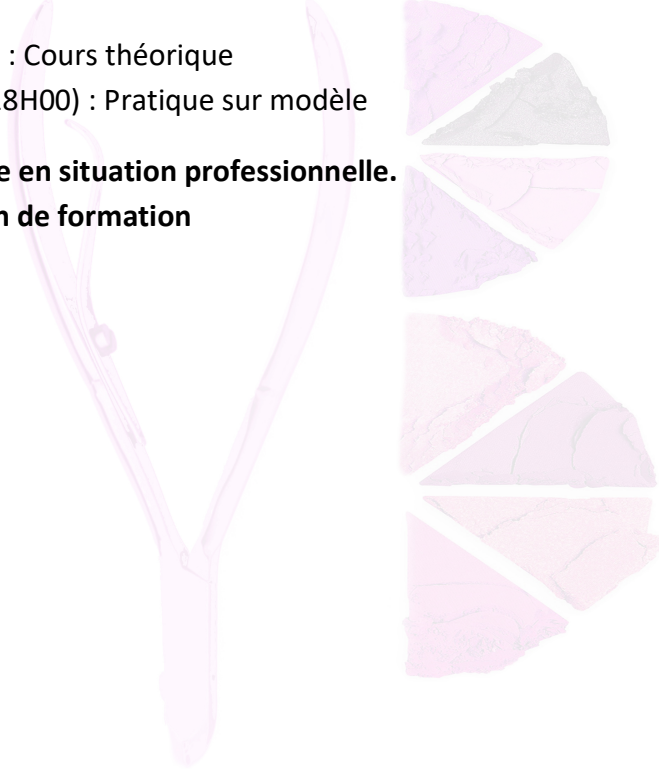 : Cours théorique
8H00) : Pratique sur modèle
e en situation professionnelle.
n de formation